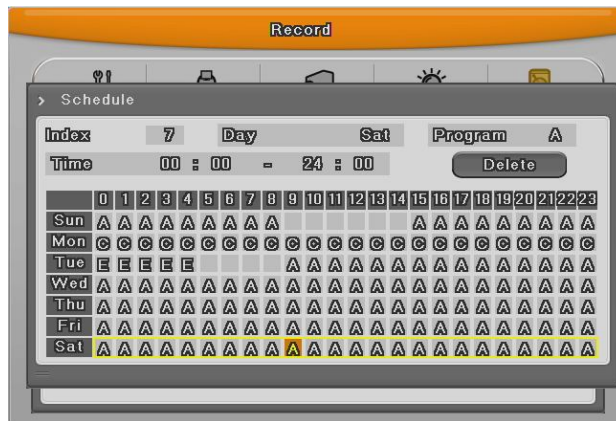 Record
Schedule
Index 7 Day Sat Program A
Time 00 : 00 - 24 : 00 Delete
0 1 2 3 4 5 6 7 8 9 10 11 12 13 14 15 16 17 18 19 20 21 22 23
Sun A A A A A A A A A A A A A A A A A A
Mon C C C C C C C C C C C C C C C C C C C C C C C C
Tue E E E E E A A A A A A A A A A A A A A A
Wed A A A A A A A A A A A A A A A A A A A A A A A A
Thu A A A A A A A A A A A A A A A A A A A A A A A A
Fri A A A A A A A A A A A A A A A A A A A A A A A A
Sat A A A A A A A A A A A A A A A A A A A A A A A A